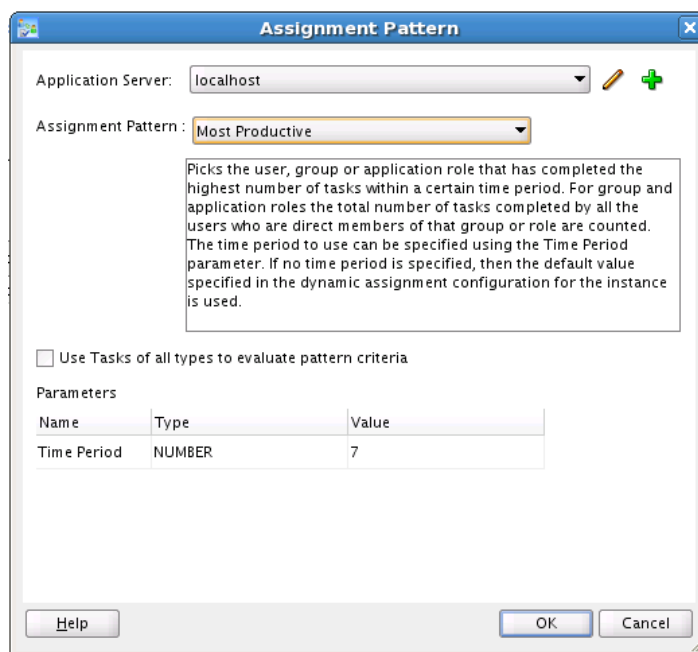 Assignment Pattern
Application Server: localhost
Assignment Pattern : Most Productive
Picks the user, group or application role that has completed the
highest number of tasks within a certain time period. For group and
application roles the total number of tasks completed by all the
users who are direct members of that group or role are counted.
The time period to use can be specified using the Time Period
parameter. If no time period is specified, then the default value
specified in the dynamic assignment configuration for the instance
is used.
Use Tasks of all types to evaluate pattern criteria
Parameters
Name Type Value
Time Period NUMBER 7
Help OK Cancel